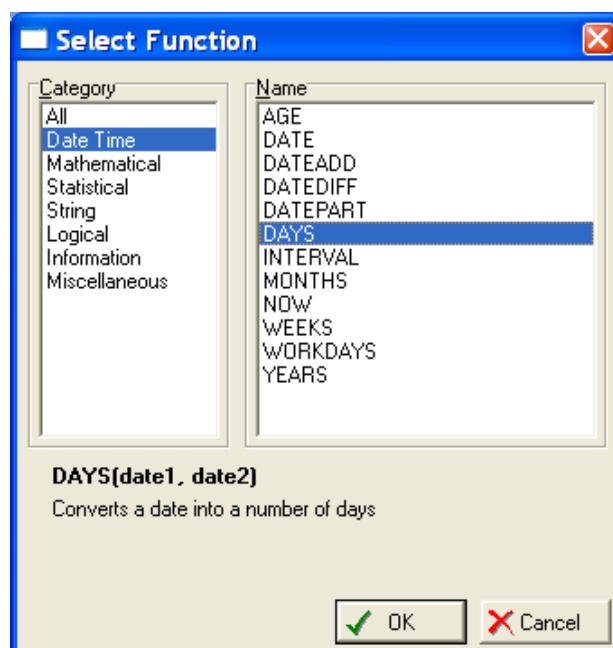 Select Function
Category
All
Date Time
Mathematical
Statistical
String
Logical
Information
Miscellaneous
Name
AGE
DATE
DATEADD
DATEDIFF
DATEPART
DAYS
INTERVAL
MONTHS
NOW
WEEKS
WORKDAYS
YEARS
DAYS(date1, date2)
Converts a date into a number of days
OK
Cancel